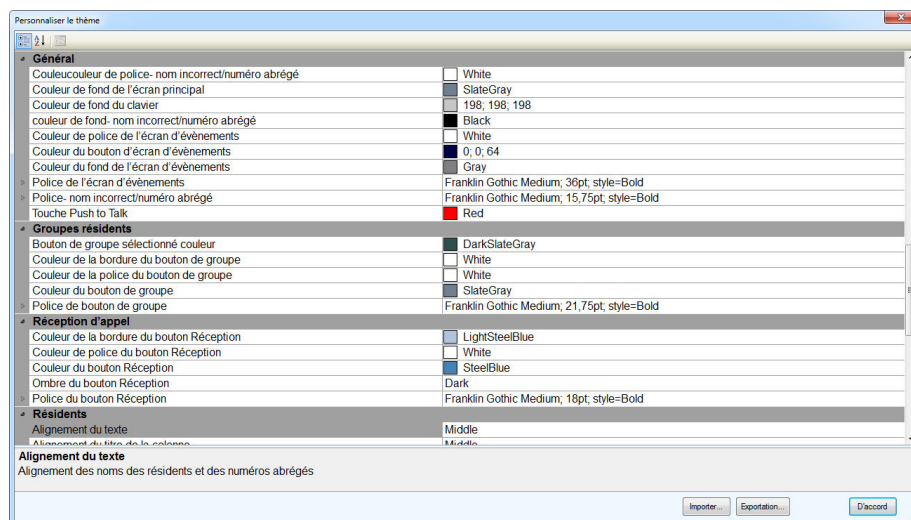 Personnaliser le thème
Général
Couleucouleur de police- nom incorrect/numéro abrégé White
Couleur de fond de l'écran principal SlateGray
Couleur de fond du clavier 198; 198; 198
couleur de fond- nom incorrect/numéro abrégé Black
Couleur de police de l'écran d'évènements White
Couleur du bouton d'écran d'évènements 0; 0; 64
Couleur du fond de l'écran d'évènements Gray
Police de l'écran d'évènements Franklin Gothic Medium; 36pt; style=Bold
Police- nom incorrect/numéro abrégé Franklin Gothic Medium; 15,75pt; style=Bold
Touche Push to Talk Red
Groupes résidents
Bouton de groupe sélectionné couleur DarkSlateGray
Couleur de la bordure du bouton de groupe White
Couleur de la police du bouton de groupe White
Couleur du bouton de groupe SlateGray
Police de bouton de groupe Franklin Gothic Medium; 21,75pt; style=Bold
Réception d'appel
Couleur de la bordure du bouton Réception LightSteelBlue
Couleur de police du bouton Réception White
Couleur du bouton Réception SteelBlue
Ombre du bouton Réception Dark
Police du bouton Réception Franklin Gothic Medium; 18pt; style=Bold
Résidents
Alignement du texte Middle
Alignement du titre de la colonne Middle
Alignement du texte
Alignement des noms des résidents et des numéros abrégés
Importer... Exportation... D'accord